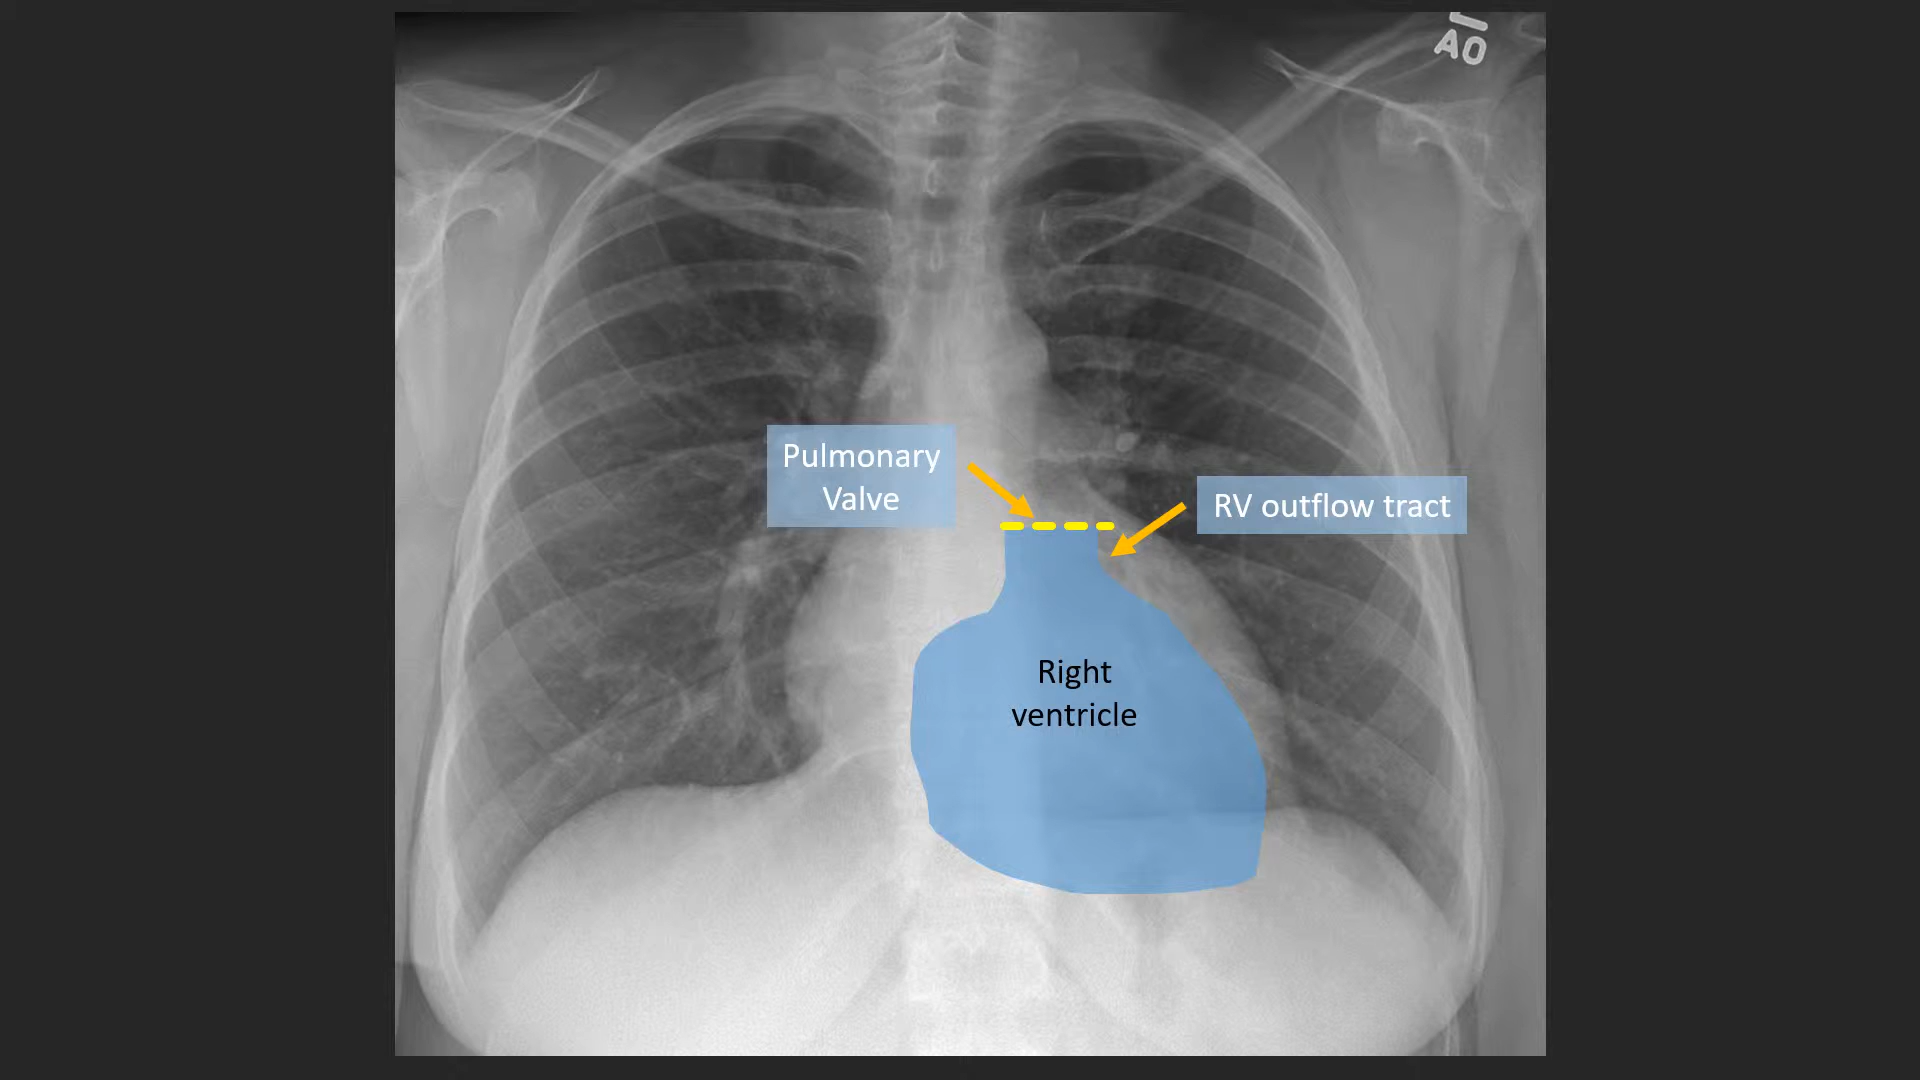 AO
Pulmonary
Valve
RV outflow tract
Right
ventricle